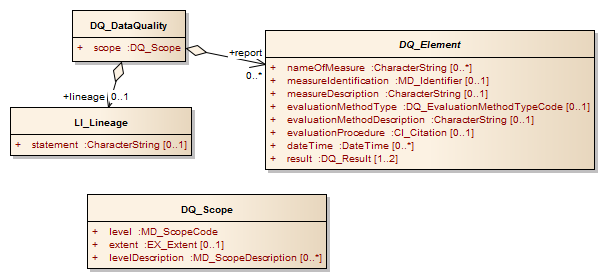 DQ_DataQuality
+ scope :DQ_Scope
+report
0..*
+lineage 0..1
DQ_Element
+ nameOfMeasure :CharacterString [0..*]
+ measureIdentification :MD_Identifier [0..1]
+ measureDescription :CharacterString [0..1]
+ evaluationMethodType :DQ_EvaluationMethodTypeCode [0..1]
+ evaluationMethodDescription :CharacterString [0..1]
+ evaluationProcedure :CI_Citation [0..1]
+ dateTime :DateTime [0..*]
+ result :DQ_Result [1..2]
LI_Lineage
+ statement :CharacterString [0..1]
DQ_Scope
+ level :MD_ScopeCode
+ extent :EX_Extent [0..1]
+ levelDescription :MD_ScopeDescription [0..*]